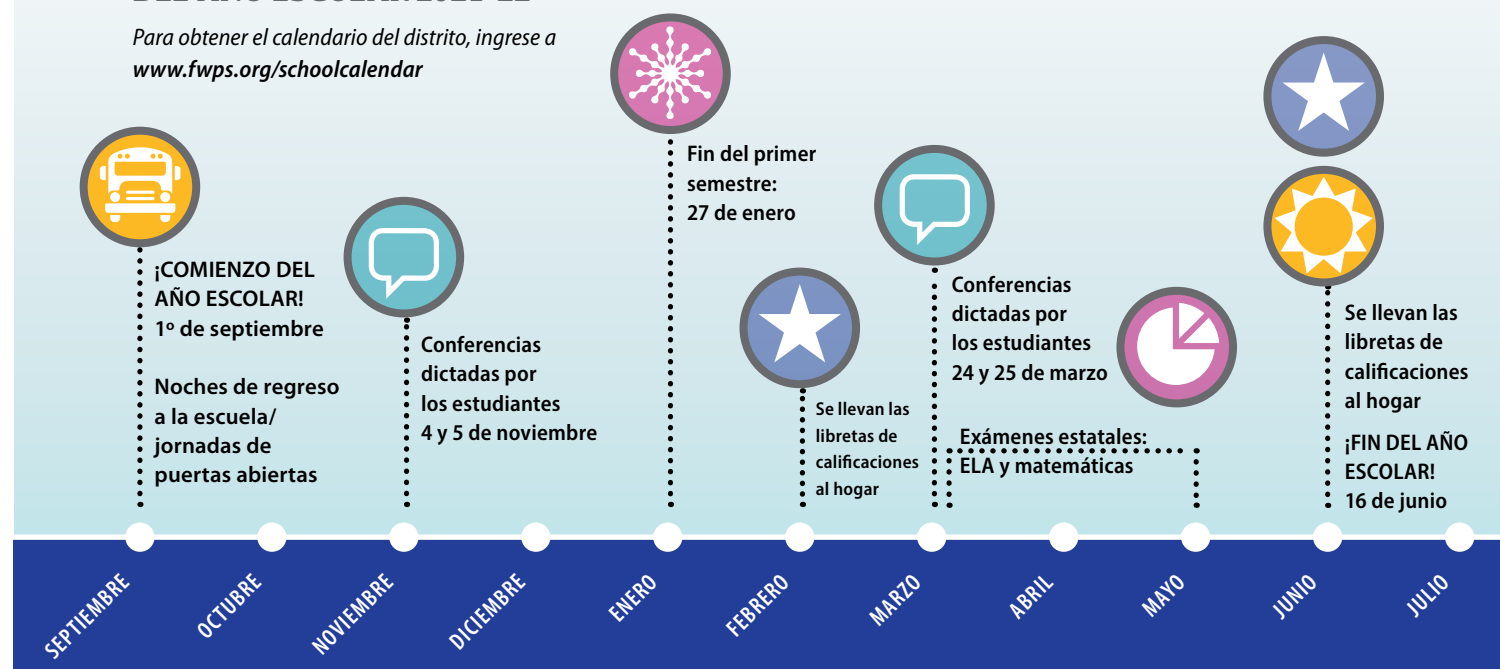 Para obtener el calendario del distrito, ingrese a
www.fwps.org/schoolcalendar
¡COMIENZO DEL
AÑO ESCOLAR!
1º de septiembre
Noches de regreso
a la escuela/
jornadas de
puertas abiertas
Conferencias
dictadas por
los estudiantes
4 y 5 de noviembre
Fin del primer
semestre:
27 de enero
Se llevan las
libretas de
calificaciones
al hogar
Conferencias
dictadas por
los estudiantes
24 y 25 de marzo
Exámenes estatales:
ELA y matemáticas
Se llevan las
libretas de
calificaciones
al hogar
¡FIN DEL AÑO
ESCOLAR!
16 de junio
SEPTIEMBRE
OCTUBRE
NOVIEMBRE
DICIEMBRE
ENERO
FEBRERO
MARZO
ABRIL
MAYO
JUNIO
JULIO